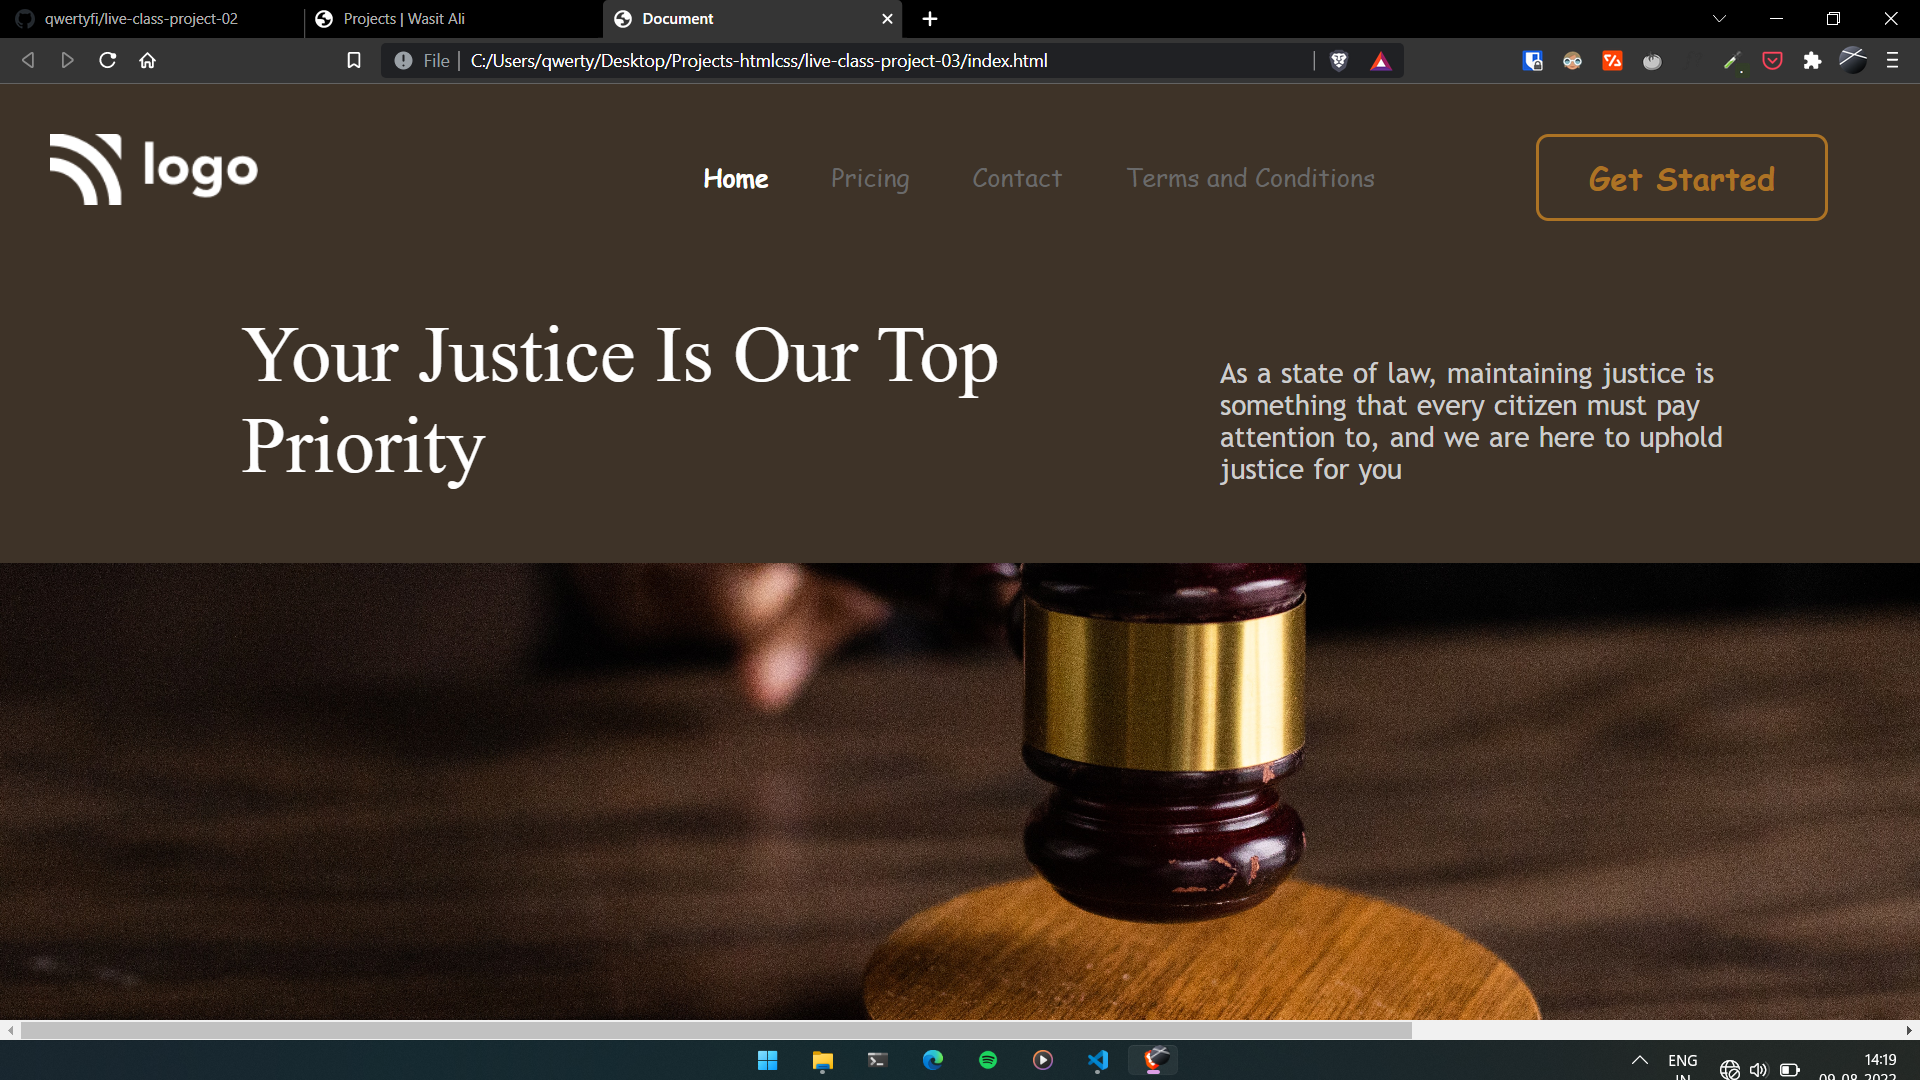 qwertyfi/live-class-project-02
Projects | Wasit Ali
Document
File
C:/Users/qwerty/Desktop/Projects-htmlcss/live-class-project-03/index.html
logo
Home
Pricing
Contact
Terms and Conditions
Get Started
Your Justice Is Our Top
Priority
As a state of law, maintaining justice is
something that every citizen must pay
attention to, and we are here to uphold
justice for you
ENG
IN
14:19
09-08-2022